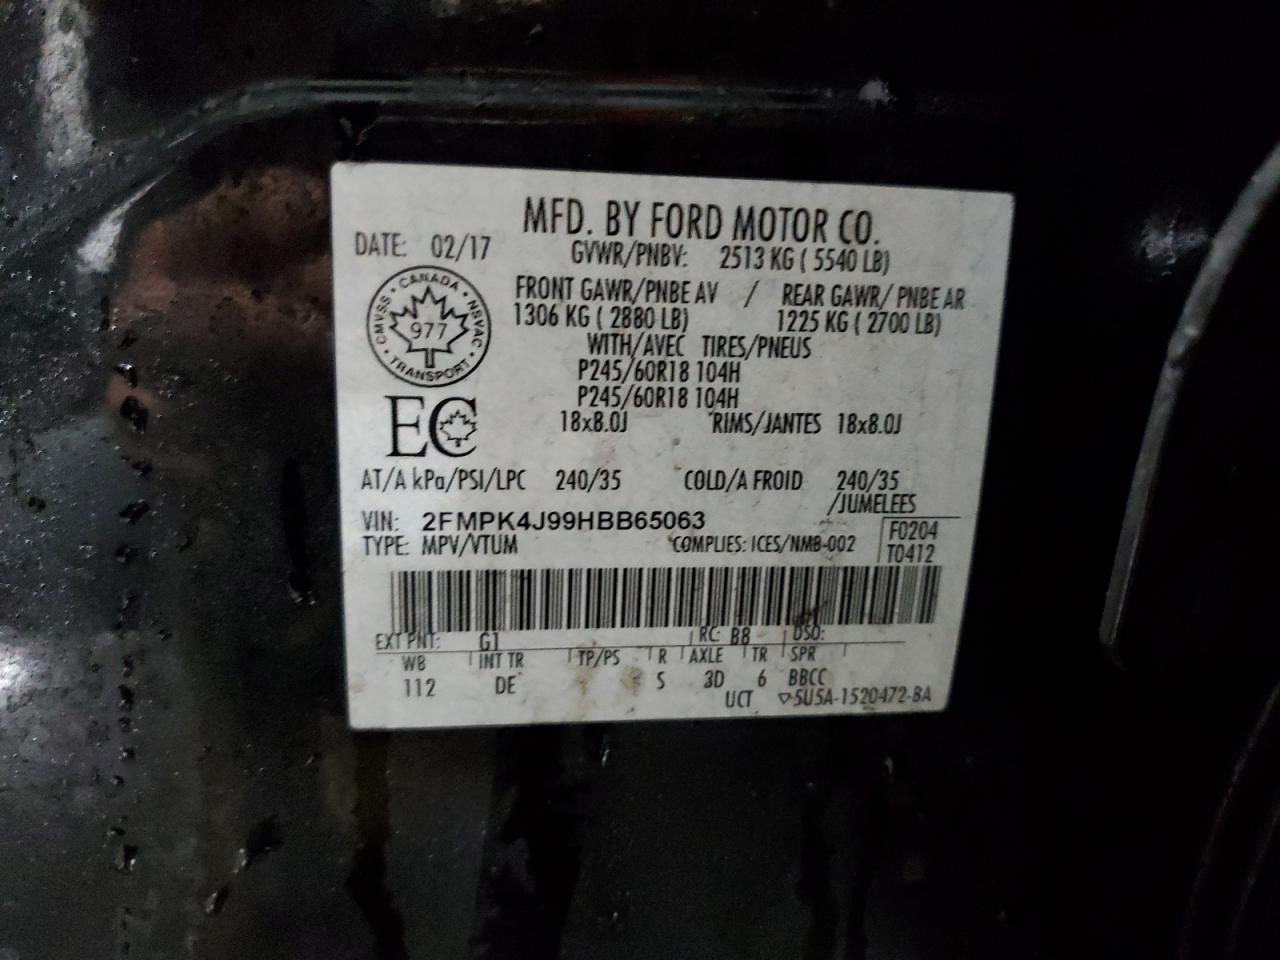 MFD. BY FORD MOTOR CO.
DATE: 02/17
GVWR/PNBV: 2513 KG ( 5540 LB)
CANADA
CMVSS
NSVAC
977
TRANSPORT
FRONT GAWR/PNBE AV / REAR GAWR/ PNBE AR
1306 KG ( 2880 LB) 1225 KG ( 2700 LB)
WITH/AVEC TIRES/PNEUS
P245/60R18 104H
P245/60R18 104H
EC
18x8.0J RIMS/JANTES 18x8.0J
AT/A kPa/PSI/LPC 240/35 COLD/A FROID 240/35
/JUMELEES
VIN: 2FMPK4J99HBB65063
F0204
TYPE: MPV/VTUM COMPLIES: ICES/NMB-002
T0412
EXT PNT: G1 RC: B8 DSO:
WB INT TR TP/PS R AXLE TR SPR
112 DE S 3D 6 BBCC
UCT ▽5U5A-1520472-BA